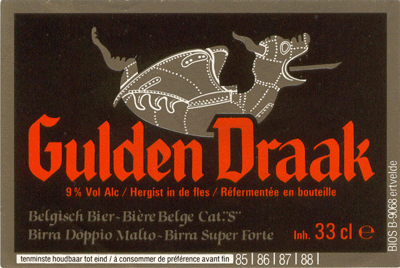 Gulden Draak
9% Vol Alc / Hergist in de fles / Réfermentée en bouteille
Belgisch Bier-Bière Belge Cat."S"
Birra Döppio Malto-Birra Super Forte
Inh. 33 cl e
tenminste houdbaar tot eind / à consommer de préférence avant fin 85|86|87|88|
BIOS B-9068 ertvelde